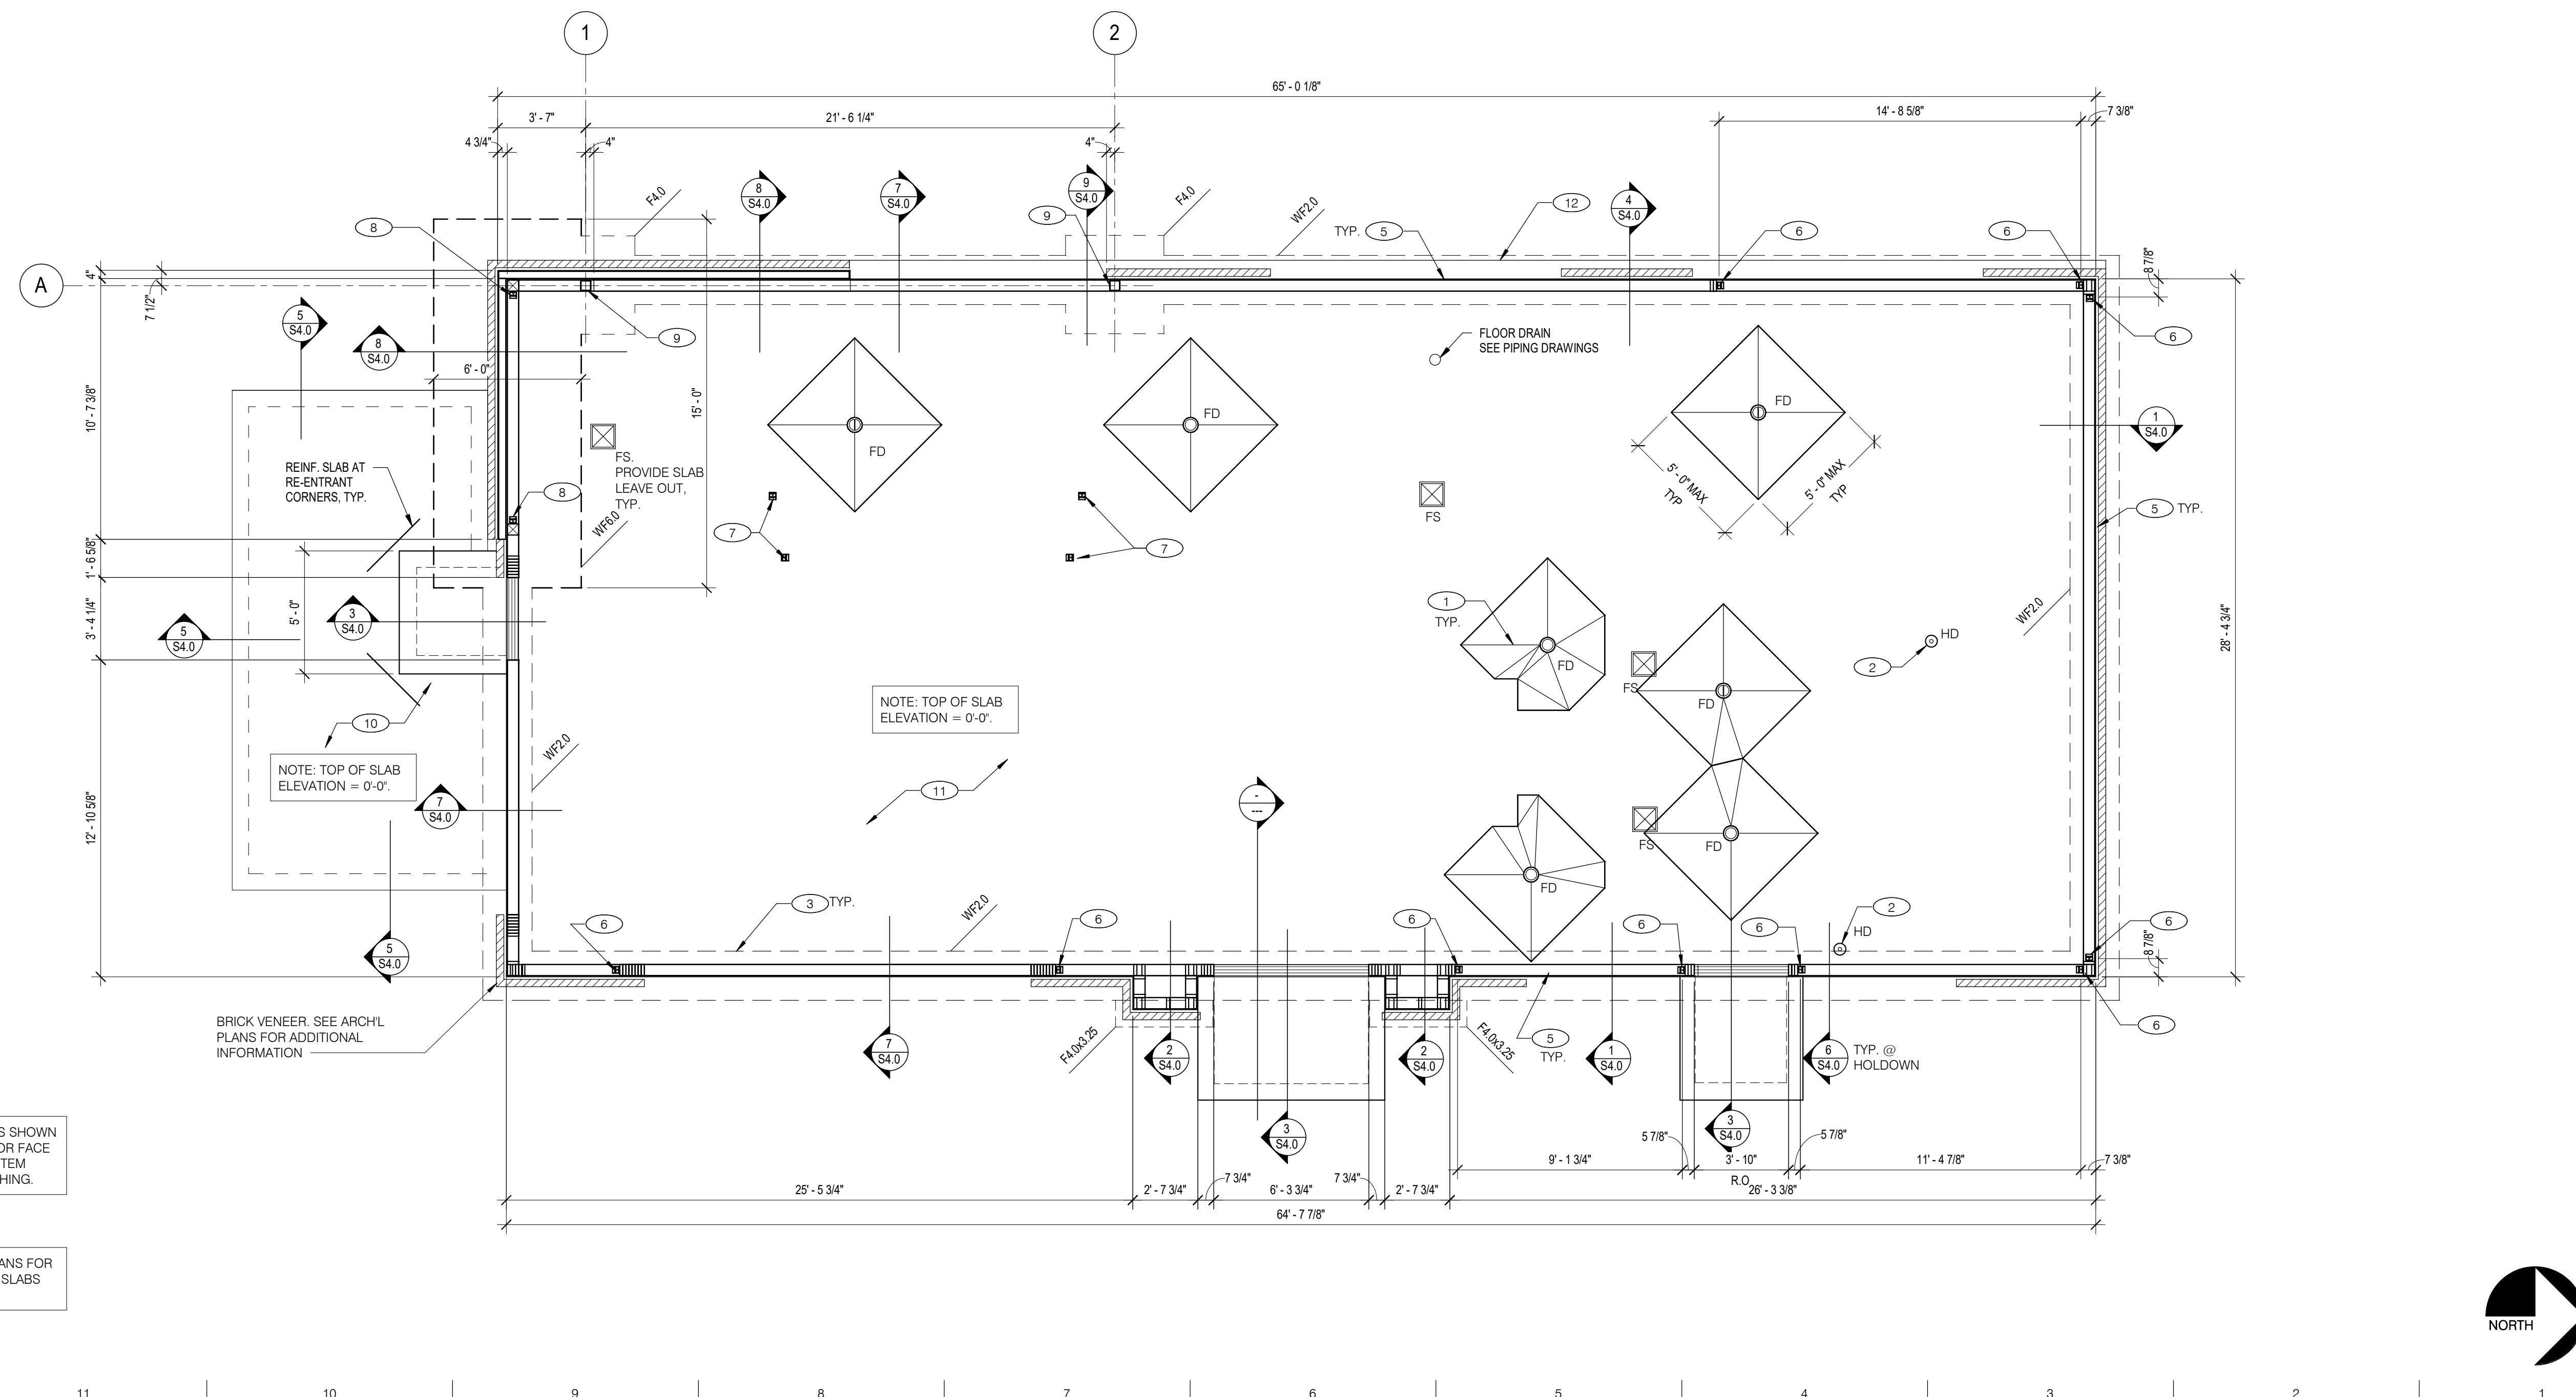 1
2
65' - 0 1/8"
14' - 8 5/8"
7 3/8"
3' - 7"
21' - 6 1/4"
4 3/4"
4"
4"
F4.0
8
S4.0
7
S4.0
9
S4.0
F4.0
WF2.0
12
4
S4.0
8
9
TYP. 5
6
6
8 7/8"
A
4"
7 1/2"
5
S4.0
8
S4.0
9
6
FLOOR DRAIN
SEE PIPING DRAWINGS
6' - 0"
15' - 0"
10' - 7 3/8"
FD
FD
FD
1
S4.0
REINF. SLAB AT
RE-ENTRANT
CORNERS, TYP.
FS.
PROVIDE SLAB
LEAVE OUT,
TYP.
8
WF6.0
7
7
FS
5'- 0" MAX
TYP
5'- 0" MAX
TYP
5 TYP.
1' - 6 5/8"
3' - 4 1/4"
5' - 0"
3
S4.0
5
S4.0
1
TYP.
FD
FS
FD
HD
2
WF2.0
28' - 4 3/4"
10
NOTE: TOP OF SLAB
ELEVATION = 0'-0".
NOTE: TOP OF SLAB
ELEVATION = 0'-0".
WF2.0
7
S4.0
11
-
---
12' - 10 5/8"
FS
FD
FD
3 TYP.
WF2.0
6
6
6
6
6
2
HD
6
8 7/8"
5
S4.0
BRICK VENEER. SEE ARCH'L
PLANS FOR ADDITIONAL
INFORMATION
7
S4.0
F4.0x3.25
2
S4.0
2
S4.0
F4.0x3.25
5
TYP.
1
S4.0
6
S4.0
TYP. @
HOLDOWN
6
3
S4.0
3
S4.0
5 7/8"
5 7/8"
9' - 1 3/4"
3' - 10"
R.O.
11' - 4 7/8"
7 3/8"
25' - 5 3/4"
2' - 7 3/4"
7 3/4"
6' - 3 3/4"
7 3/4"
2' - 7 3/4"
26' - 3 3/8"
64' - 7 7/8"
S SHOWN
OR FACE
TEM
HING.
ANS FOR
SLABS
NORTH
11
10
9
8
7
6
5
4
3
2
1